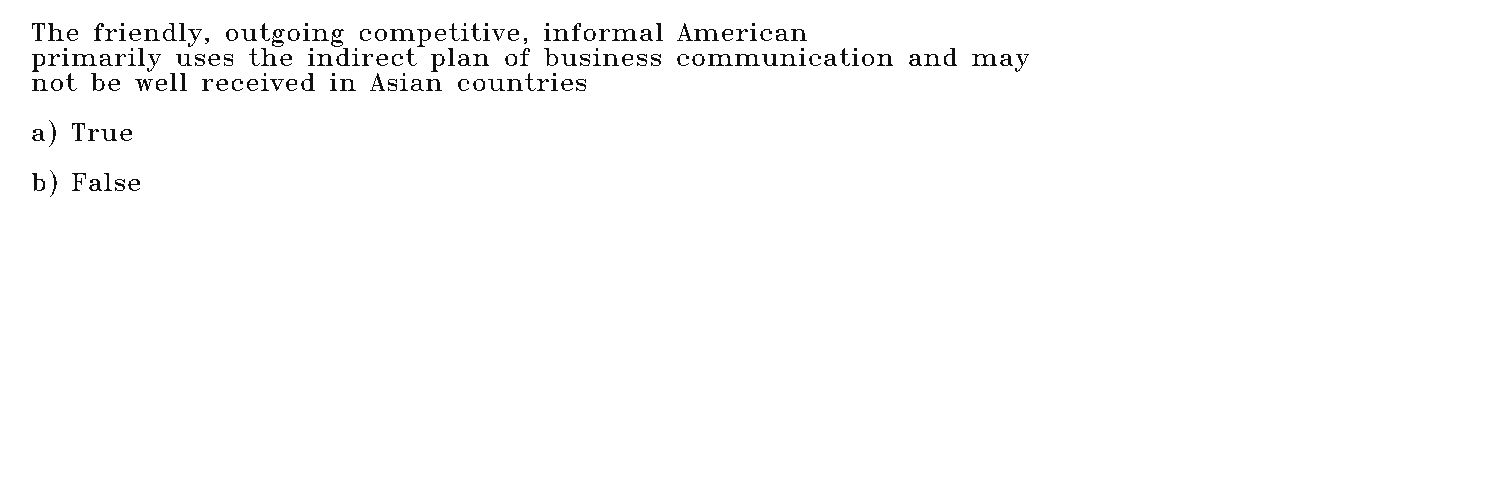 The friendly, outgoing competitive, informal American
primarily uses the indirect plan of business communication and may
not be well received in Asian countries
a) True
b) False